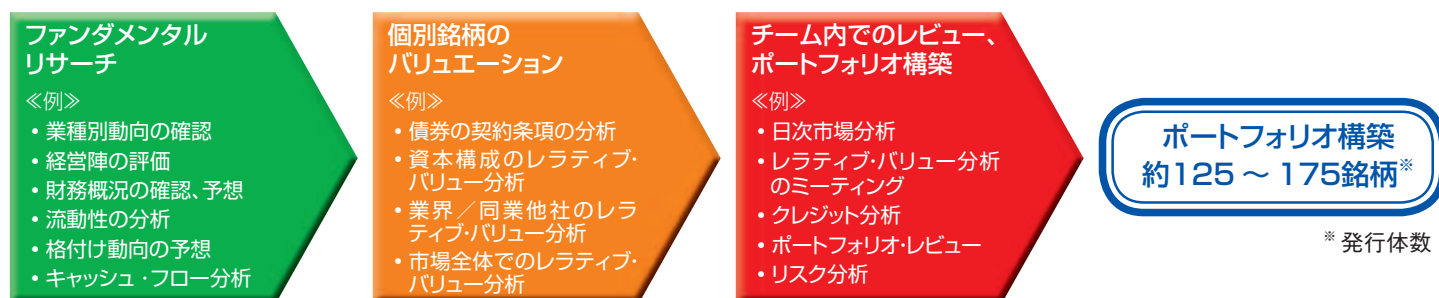 ファンダメンタル
リサーチ
≪例≫
・業種別動向の確認
・経営陣の評価
・財務概況の確認、予想
・流動性の分析
・格付け動向の予想
・キャッシュ・フロー分析
個別銘柄の
バリュエーション
≪例≫
・債券の契約条項の分析
・資本構成のレラティブ・
バリュー分析
・業界／同業他社のレラ
ティブ・バリュー分析
・市場全体でのレラティブ・
バリュー分析
チーム内でのレビュー、
ポートフォリオ構築
≪例≫
・日次市場分析
・レラティブ・バリュー分析
のミーティング
・クレジット分析
・ポートフォリオ・レビュー
・リスク分析
ポートフォリオ構築
約125 ～ 175銘柄※
※ 発行体数